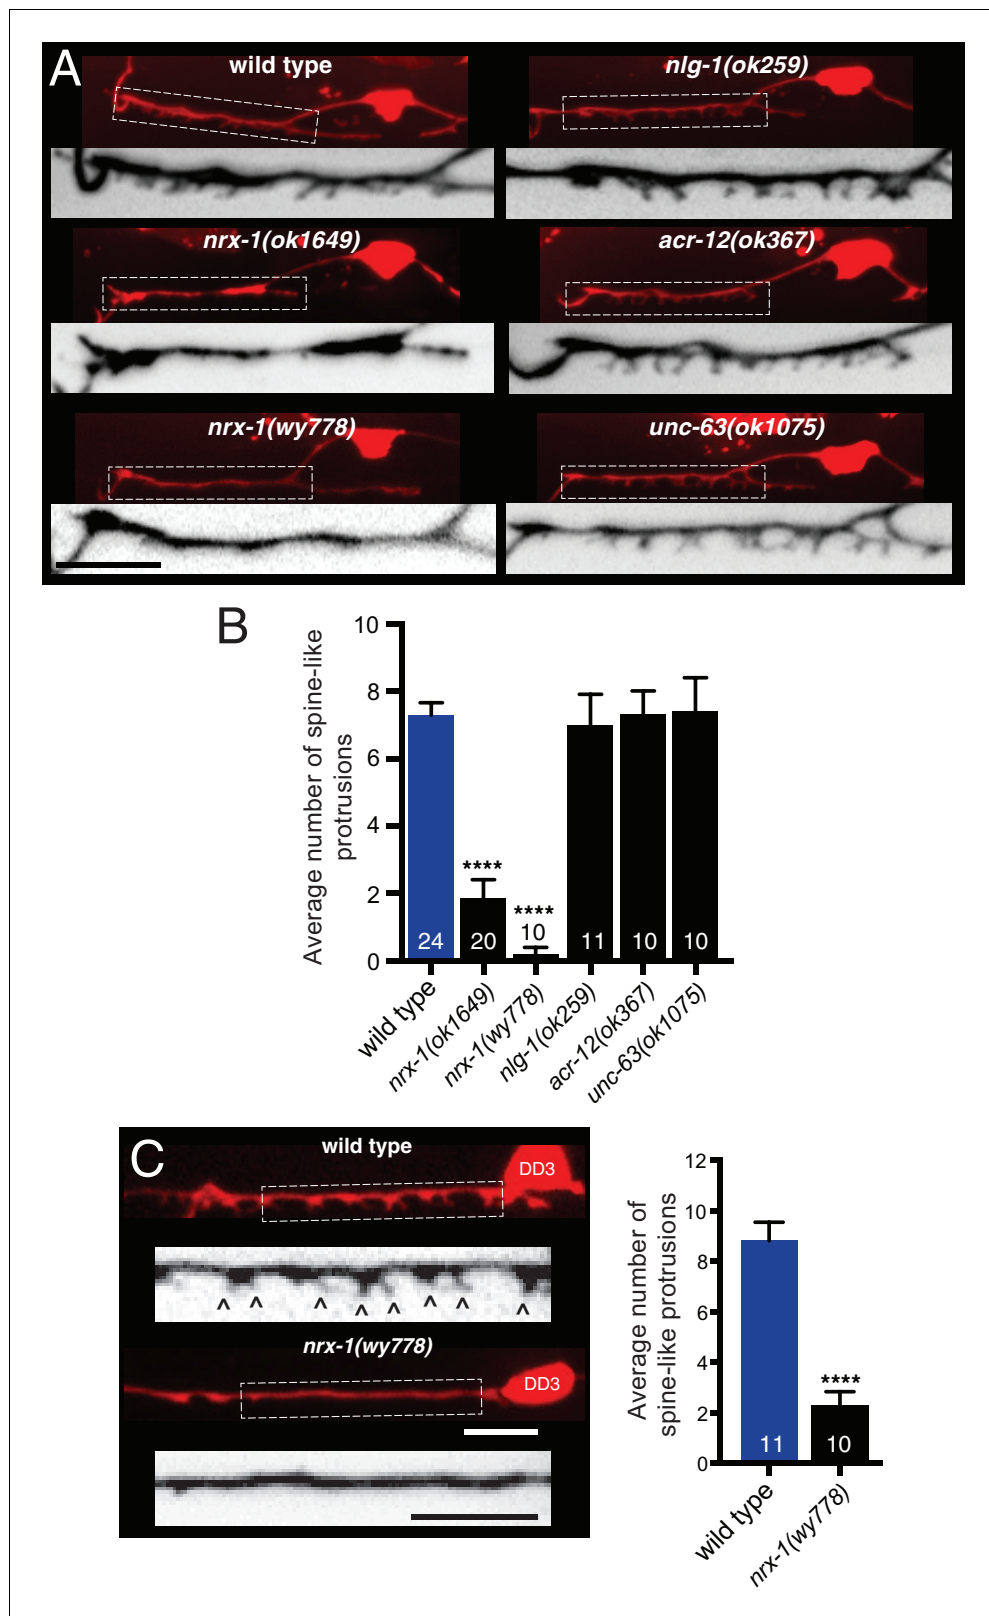 A
wild type
nlg-1(ok259)
nrx-1(ok1649)
acr-12(ok367)
nrx-1(wy778)
unc-63(ok1075)
B
Average number of spine-like
protrusions
10
8
6
4
2
0
****
****
24
20
10
11
10
10
wild type
nrx-1(ok1649)
nrx-1(wy778)
nlg-1(ok259)
acr-12(ok367)
unc-63(ok1075)
C
wild type
DD3
^ ^ ^ ^ ^ ^ ^ ^
nrx-1(wy778)
DD3
Average number of
spine-like protrusions
12
10
8
6
4
2
0
****
11
10
wild type
nrx-1(wy778)